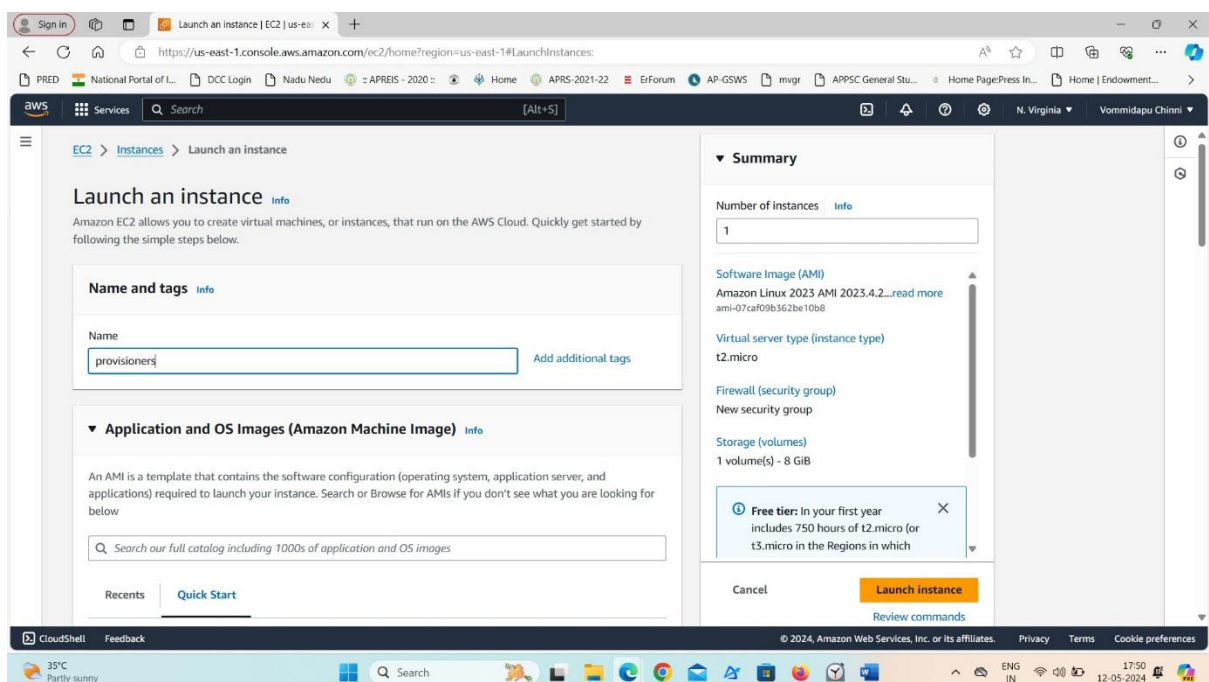 Sign in
Launch an instance | EC2 | us-eas
https://us-east-1.console.aws.amazon.com/ec2/home?region=us-east-1#LaunchInstances:
PRED National Portal of I... DCC Login Nadu Nedu :: APREIS - 2020 :: Home APRS-2021-22 ErForum AP-GSWS mvgr APPSC General Stu... Home Page:Press In... Home | Endowment...
aws Services Search [Alt+S] N. Virginia Vommidapu Chinni
EC2 > Instances > Launch an instance
Launch an instance Info
Amazon EC2 allows you to create virtual machines, or instances, that run on the AWS Cloud. Quickly get started by
following the simple steps below.
Name and tags Info
Name
provisioners
Add additional tags
Application and OS Images (Amazon Machine Image) Info
An AMI is a template that contains the software configuration (operating system, application server, and
applications) required to launch your instance. Search or Browse for AMIs if you don't see what you are looking for
below
Search our full catalog including 1000s of application and OS images
Recents Quick Start
Summary
Number of instances Info
1
Software Image (AMI)
Amazon Linux 2023 AMI 2023.4.2...read more
ami-07caf09b362be10b8
Virtual server type (instance type)
t2.micro
Firewall (security group)
New security group
Storage (volumes)
1 volume(s) - 8 GiB
Free tier: In your first year
includes 750 hours of t2.micro (or
t3.micro in the Regions in which
Cancel Launch instance
Review commands
CloudShell Feedback © 2024, Amazon Web Services, Inc. or its affiliates. Privacy Terms Cookie preferences
35°C
Partly sunny
Search
ENG
IN
17:50
12-05-2024